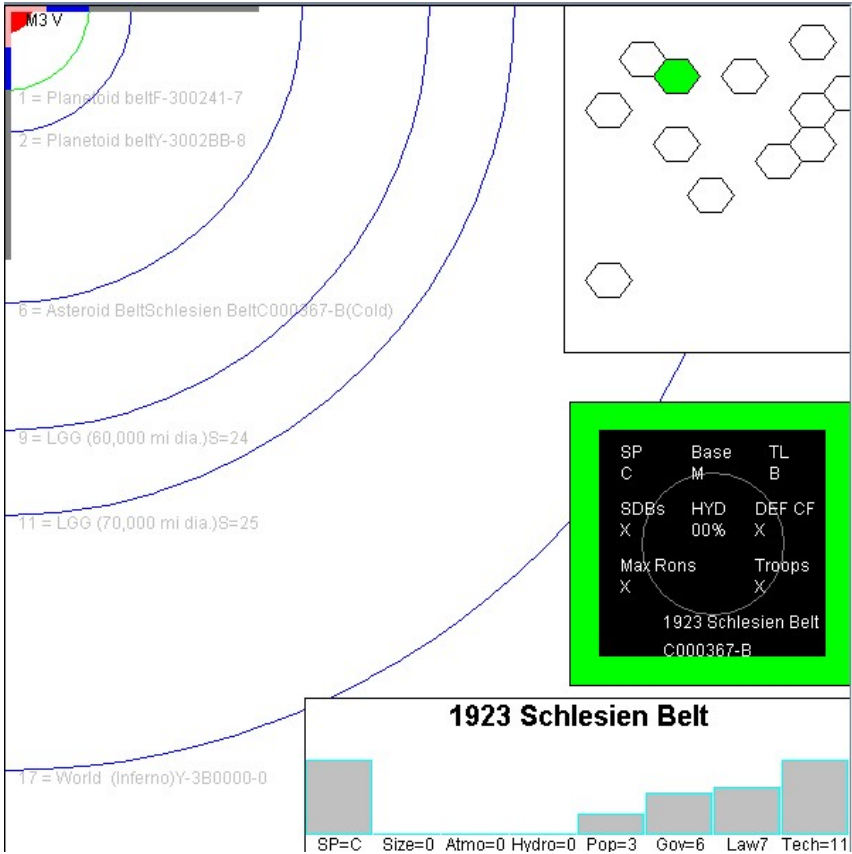 M3 V
1 = Planetoid beltF-300241-7
2 = Planetoid beltY-3002BB-8
6 = Asteroid BeltSchlesien BeltC000367-B(Cold)
9 = LGG (60,000 mi dia.)S=24
11 = LGG (70,000 mi dia.)S=25
17 = World (Inferno)Y-3B0000-0
SP Base TL
C M B
SDBs HYD DEF CF
X 00% X
Max Rons Troops
X X
1923 Schlesien Belt
C000367-B
1923 Schlesien Belt
SP=C Size=0 Atmo=0 Hydro=0 Pop=3 Gov=6 Law7 Tech=11